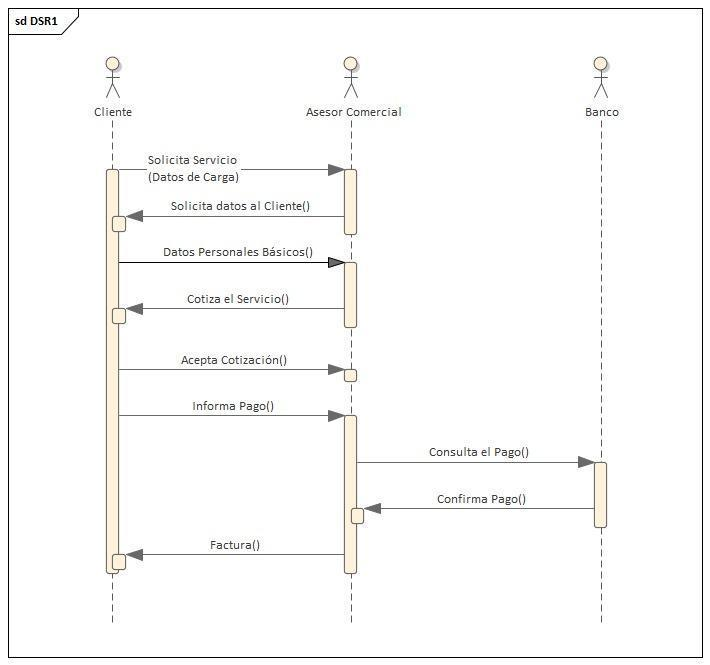 sd DSR1
Cliente
Asesor Comercial
Banco
Solicita Servicio
(Datos de Carga)
Solicita datos al Cliente()
Datos Personales Básicos()
Cotiza el Servicio()
Acepta Cotización()
Informa Pago()
Consulta el Pago()
Confirma Pago()
Factura()